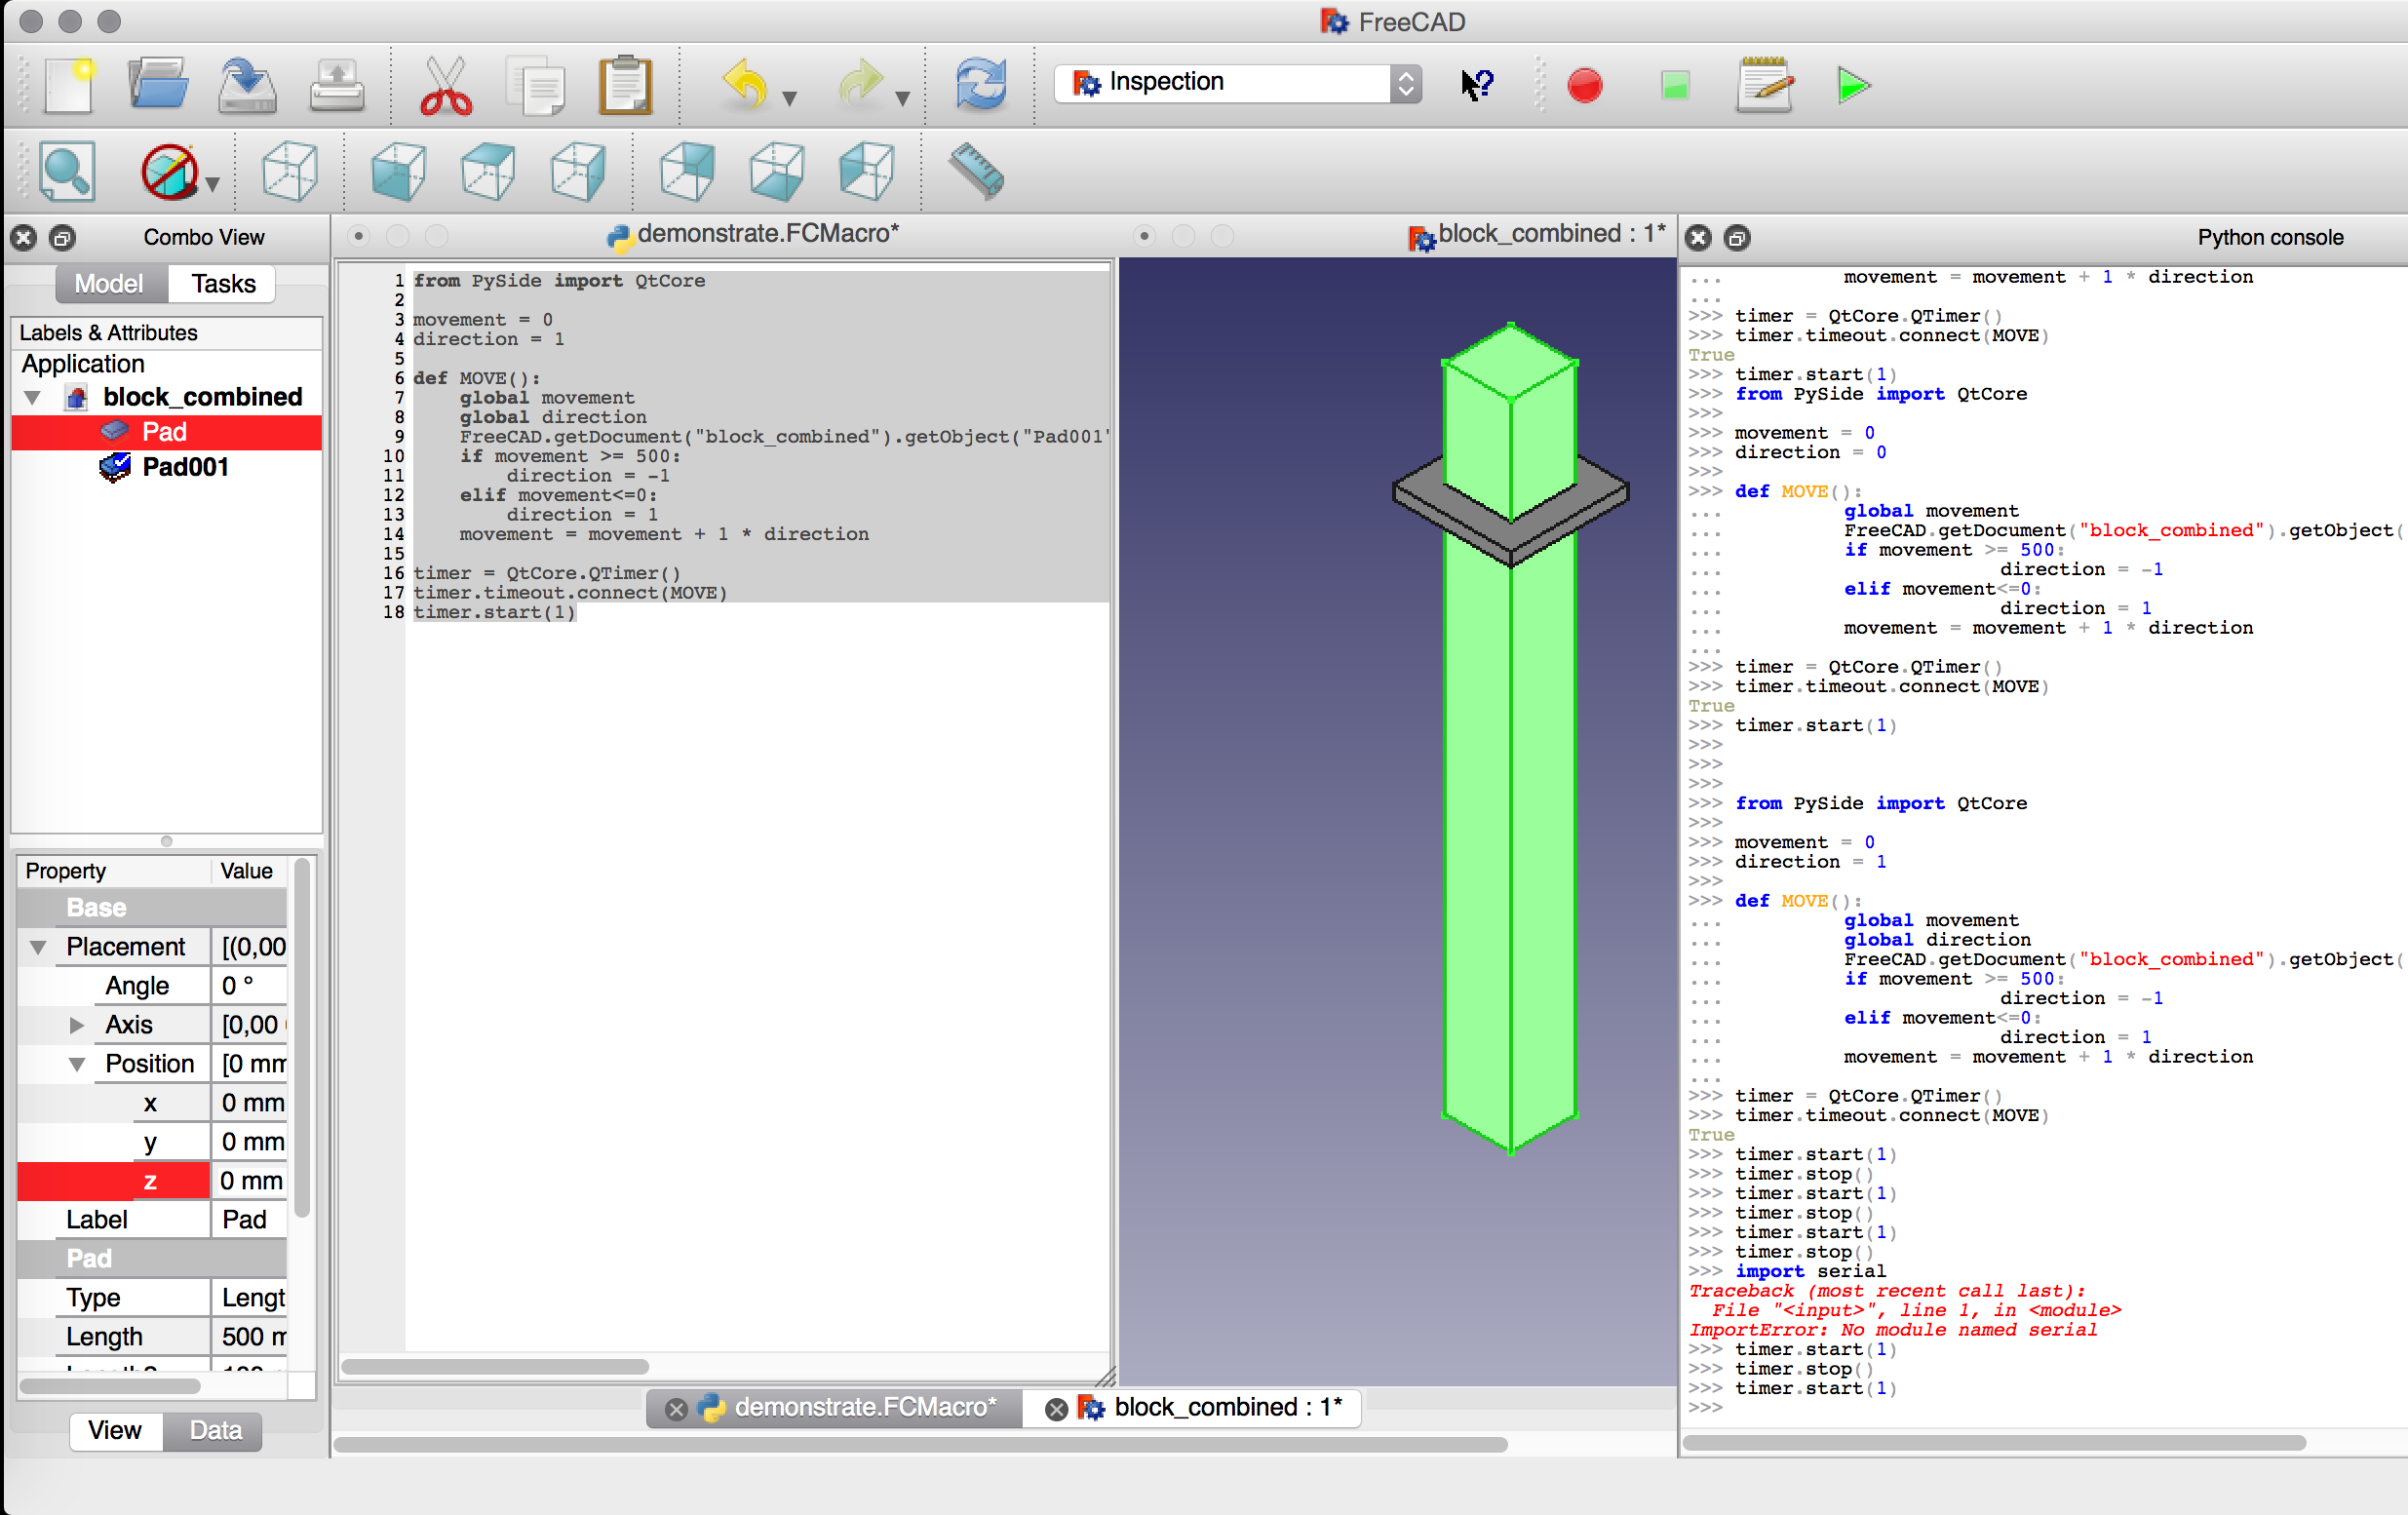 FreeCAD
Inspection
Combo View
Model Tasks
Labels & Attributes
Application
block_combined
Pad
Pad001
Property Value
Base
Placement [(0,00
Angle 0 °
Axis [0,00
Position [0 mm
x 0 mm
y 0 mm
z 0 mm
Label Pad
Pad
Type Lengt
Length 500 m
View Data
demonstrate.FCMacro*
1 from PySide import QtCore
2
3 movement = 0
4 direction = 1
5
6 def MOVE():
7 global movement
8 global direction
9 FreeCAD.getDocument("block_combined").getObject("Pad001"
10 if movement >= 500:
11 direction = -1
12 elif movement<=0:
13 direction = 1
14 movement = movement + 1 * direction
15
16 timer = QtCore.QTimer()
17 timer.timeout.connect(MOVE)
18 timer.start(1)
block_combined : 1*
demonstrate.FCMacro* block_combined : 1*
Python console
... movement = movement + 1 * direction
...
>>> timer = QtCore.QTimer()
>>> timer.timeout.connect(MOVE)
True
>>> timer.start(1)
>>> from PySide import QtCore
>>>
>>> movement = 0
>>> direction = 0
>>>
>>> def MOVE():
... global movement
... FreeCAD.getDocument("block_combined").getObject(
... if movement >= 500:
... direction = -1
... elif movement<=0:
... direction = 1
... movement = movement + 1 * direction
...
>>> timer = QtCore.QTimer()
>>> timer.timeout.connect(MOVE)
True
>>> timer.start(1)
>>>
>>>
>>>
>>> from PySide import QtCore
>>>
>>> movement = 0
>>> direction = 1
>>>
>>> def MOVE():
... global movement
... global direction
... FreeCAD.getDocument("block_combined").getObject(
... if movement >= 500:
... direction = -1
... elif movement<=0:
... direction = 1
... movement = movement + 1 * direction
...
>>> timer = QtCore.QTimer()
>>> timer.timeout.connect(MOVE)
True
>>> timer.start(1)
>>> timer.stop()
>>> timer.start(1)
>>> timer.stop()
>>> timer.start(1)
>>> timer.stop()
>>> import serial
Traceback (most recent call last):
File "<input>", line 1, in <module>
ImportError: No module named serial
>>> timer.start(1)
>>> timer.stop()
>>> timer.start(1)
>>>